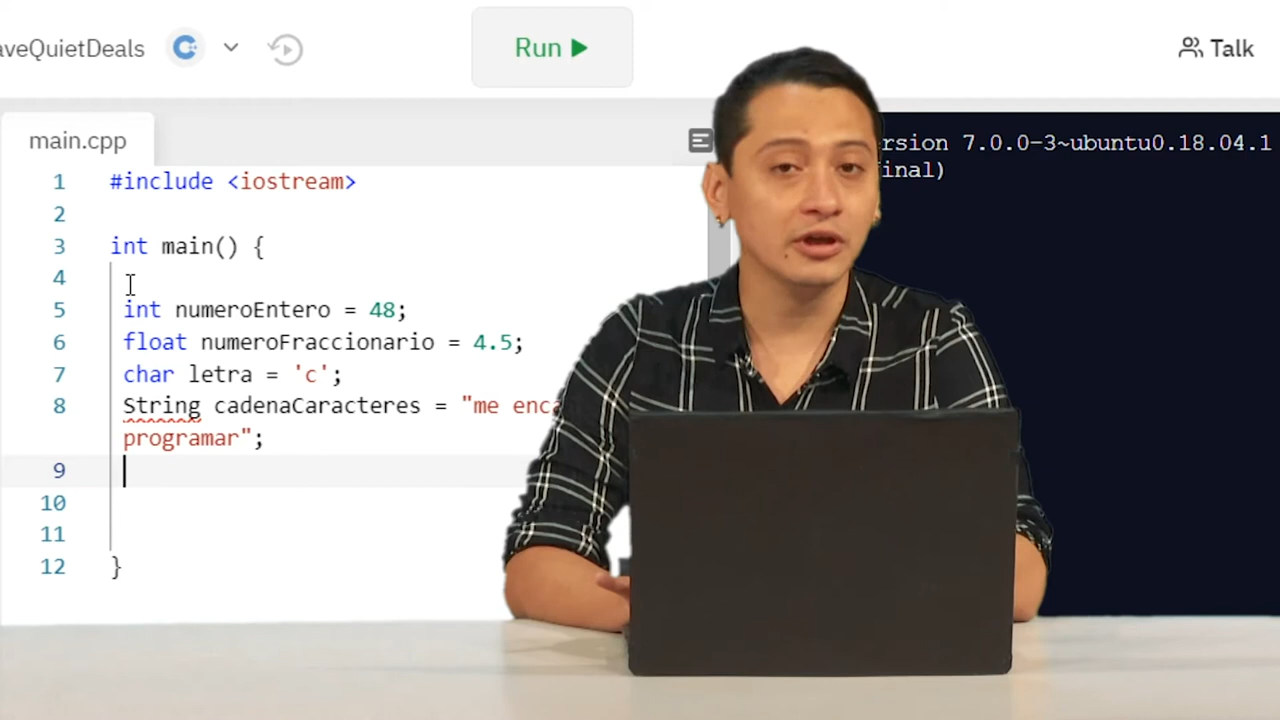 aveQuietDeals
Run
Talk
main.cpp
1 #include <iostream>
2
3 int main() {
4
5 int numeroEntero = 48;
6 float numeroFraccionario = 4.5;
7 char letra = 'c';
8 String cadenaCaracteres = "me enca
programar";
9
10
11
12 }
rsion 7.0.0-3~ubuntu0.18.04.1
inal)